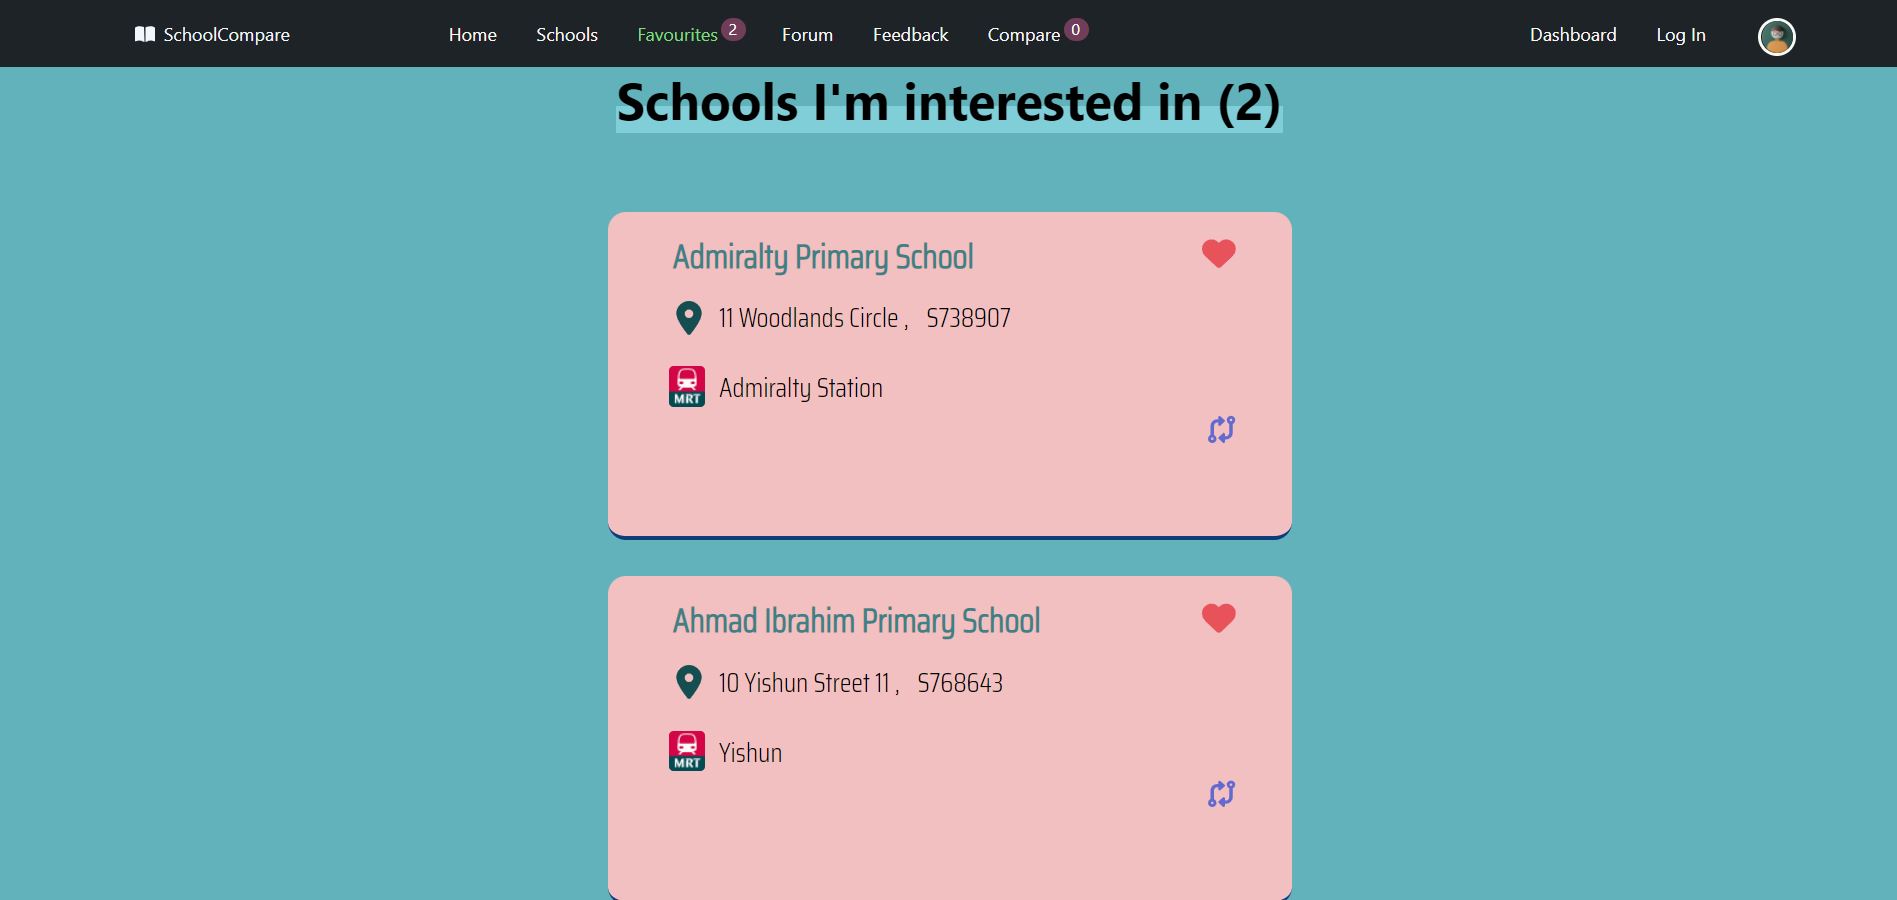 SchoolCompare Home Schools Favourites 2 Forum Feedback Compare 0 Dashboard Log In
Schools I'm interested in (2)
Admiralty Primary School
11 Woodlands Circle , S738907
MRT Admiralty Station
Ahmad Ibrahim Primary School
10 Yishun Street 11 , S768643
MRT Yishun